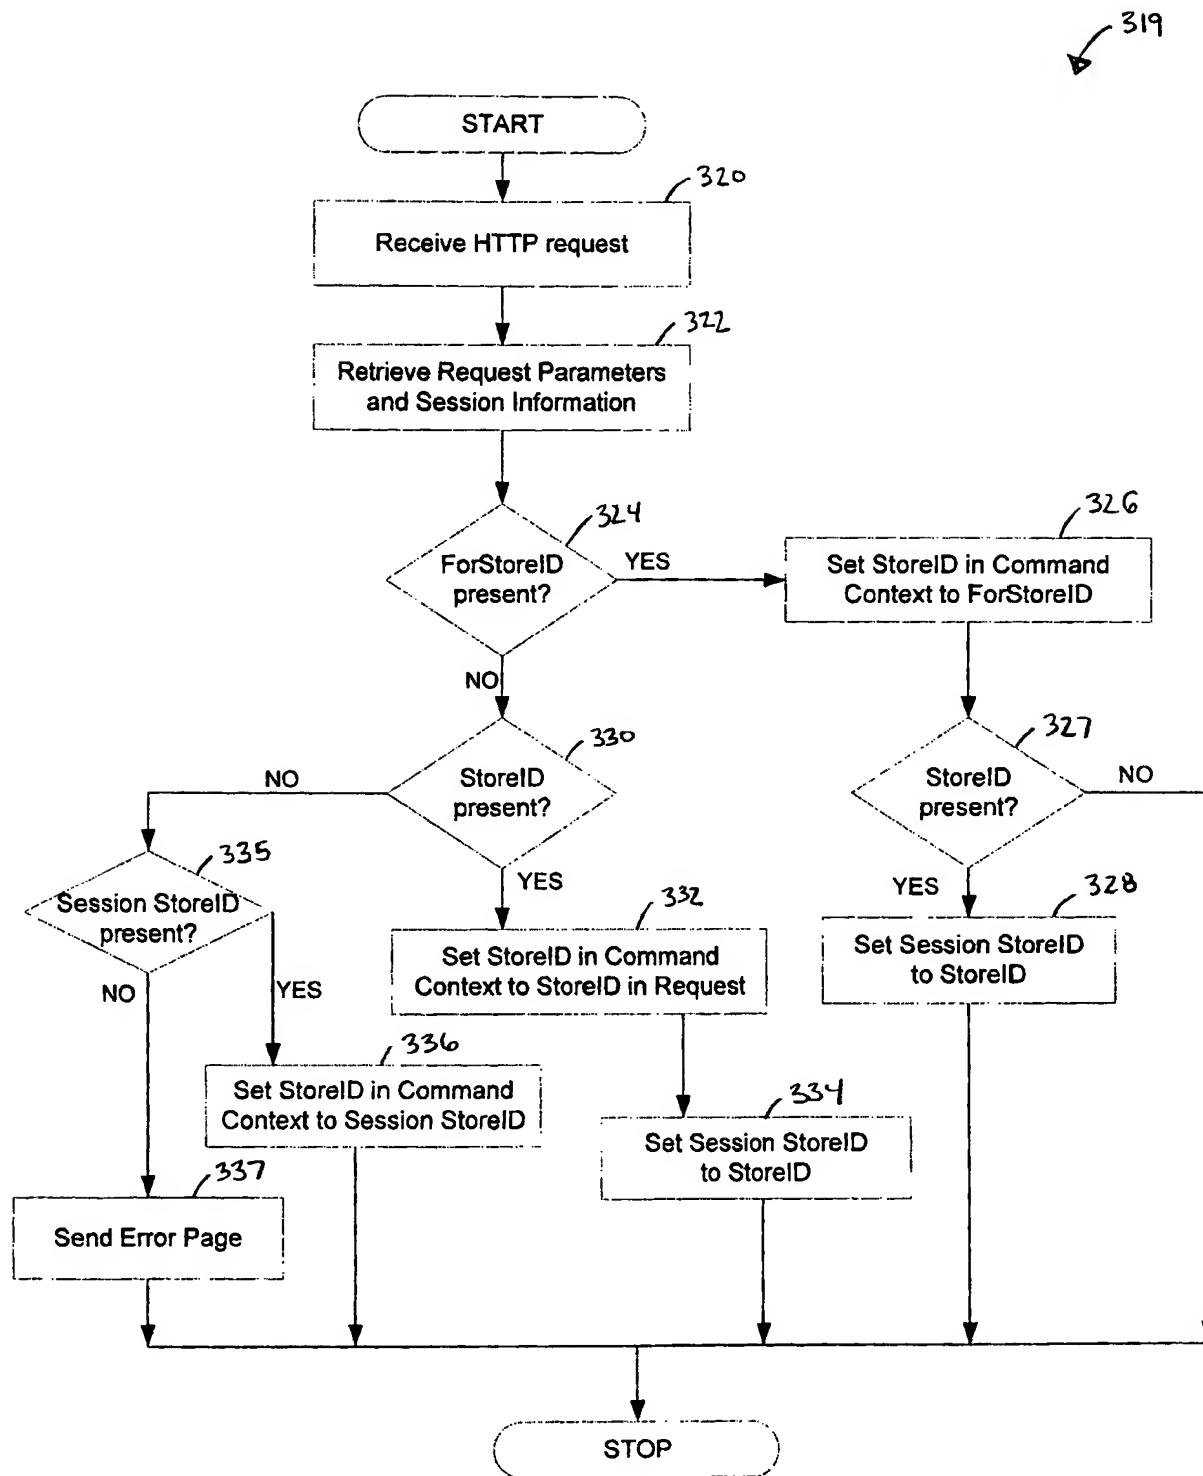 319
START
320
Receive HTTP request
322
Retrieve Request Parameters
and Session Information
324
ForStoreID
present?
YES
NO
326
Set StoreID in Command
Context to ForStoreID
327
StoreID
present?
NO
YES
328
Set Session StoreID
to StoreID
330
StoreID
present?
NO
YES
332
Set StoreID in Command
Context to StoreID in Request
334
Set Session StoreID
to StoreID
335
Session StoreID
present?
NO
YES
336
Set StoreID in Command
Context to Session StoreID
337
Send Error Page
STOP